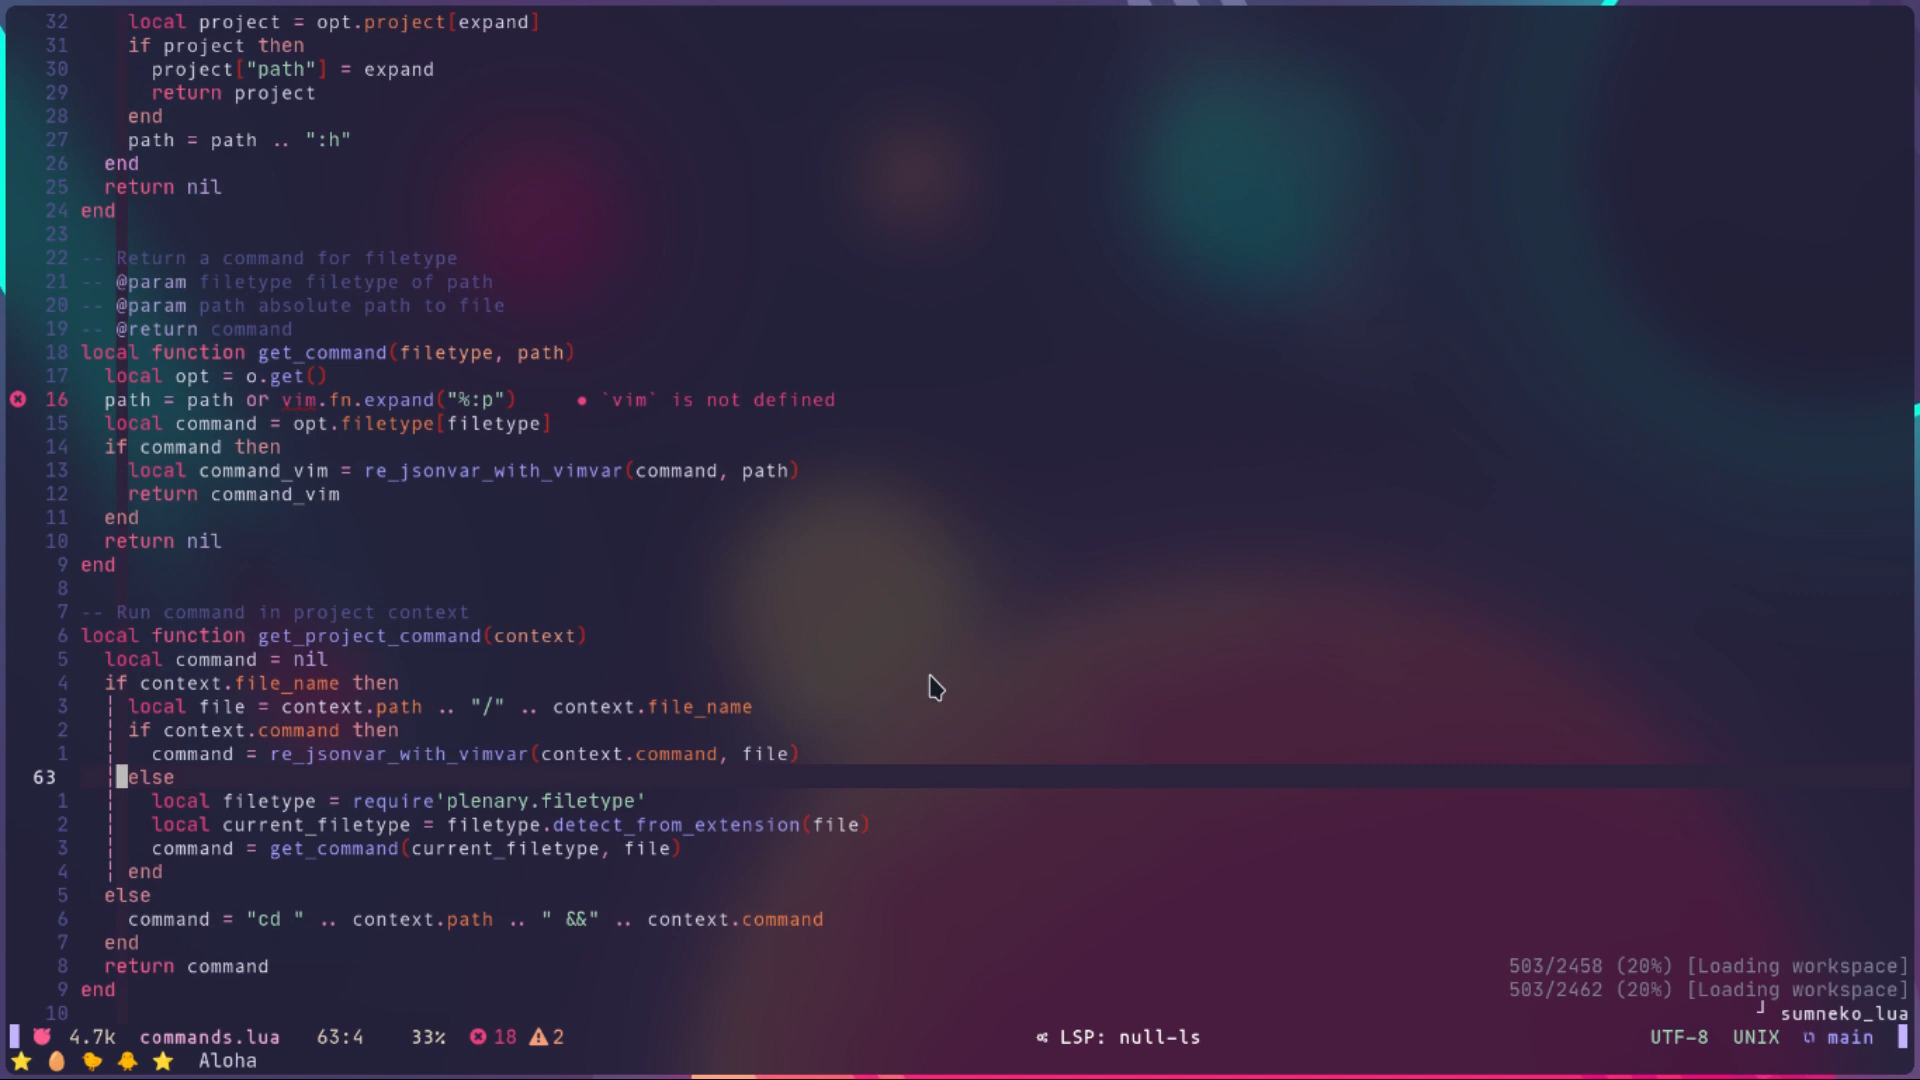 32     local project = opt.project[expand]
31     if project then
30       project["path"] = expand
29       return project
28     end
27     path = path .. ":h"
26   end
25   return nil
24 end
23
22 -- Return a command for filetype
21 -- @param filetype filetype of path
20 -- @param path absolute path to file
19 -- @return command
18 local function get_command(filetype, path)
17   local opt = o.get()
16   path = path or vim.fn.expand("%:p")     ● `vim` is not defined
15   local command = opt.filetype[filetype]
14   if command then
13     local command_vim = re_jsonvar_with_vimvar(command, path)
12     return command_vim
11   end
10   return nil
9 end
8
7 -- Run command in project context
6 local function get_project_command(context)
5   local command = nil
4   if context.file_name then
3     local file = context.path .. "/" .. context.file_name
2     if context.command then
1       command = re_jsonvar_with_vimvar(context.command, file)
63     else
1       local filetype = require'plenary.filetype'
2       local current_filetype = filetype.detect_from_extension(file)
3       command = get_command(current_filetype, file)
4     end
5   else
6     command = "cd " .. context.path .. " &&" .. context.command
7   end
8   return command
503/2458 (20%) [Loading workspace]
9 end
503/2462 (20%) [Loading workspace]
10
sumneko_lua
4.7k  commands.lua   63:4    33%  18  2   LSP: null-ls   UTF-8  UNIX  main
⭐ 🥚 🐤 🐥 ⭐  Aloha